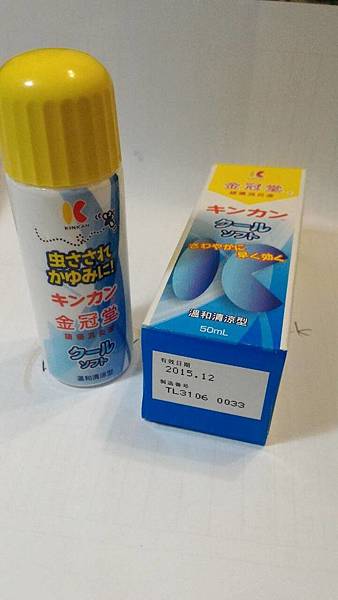 KINKAN
虫さされ
かゆみに!
キンカン
金冠堂
クール
ソフト
溫和清涼型
K
金冠堂
キンカン
クール
ソフト
さわやかに
早く効く
溫和清涼型
50mL
有效日期
2015.12
製造番号
TL3106 0033